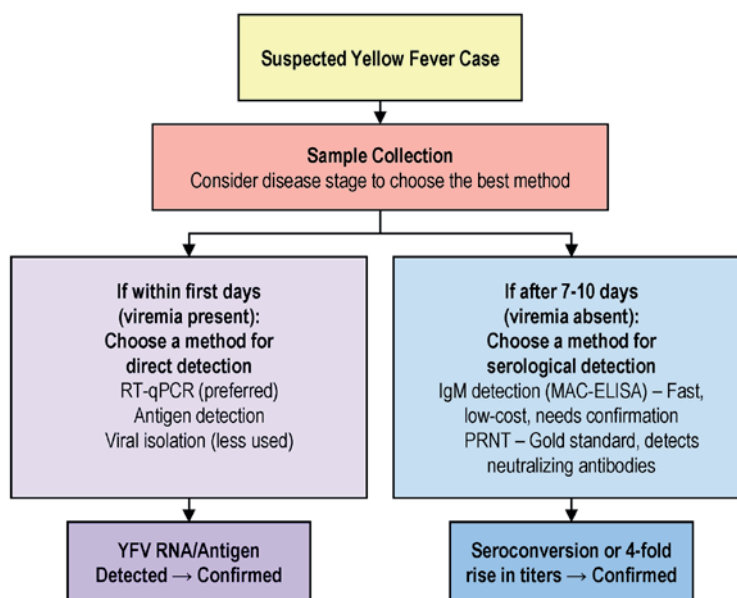 Suspected Yellow Fever Case
Sample Collection
Consider disease stage to choose the best method
If within first days
(viremia present):
Choose a method for
direct detection
RT-qPCR (preferred)
Antigen detection
Viral isolation (less used)
If after 7-10 days
(viremia absent):
Choose a method for
serological detection
IgM detection (MAC-ELISA) – Fast,
low-cost, needs confirmation
PRNT – Gold standard, detects
neutralizing antibodies
YFV RNA/Antigen
Detected → Confirmed
Seroconversion or 4-fold
rise in titers → Confirmed